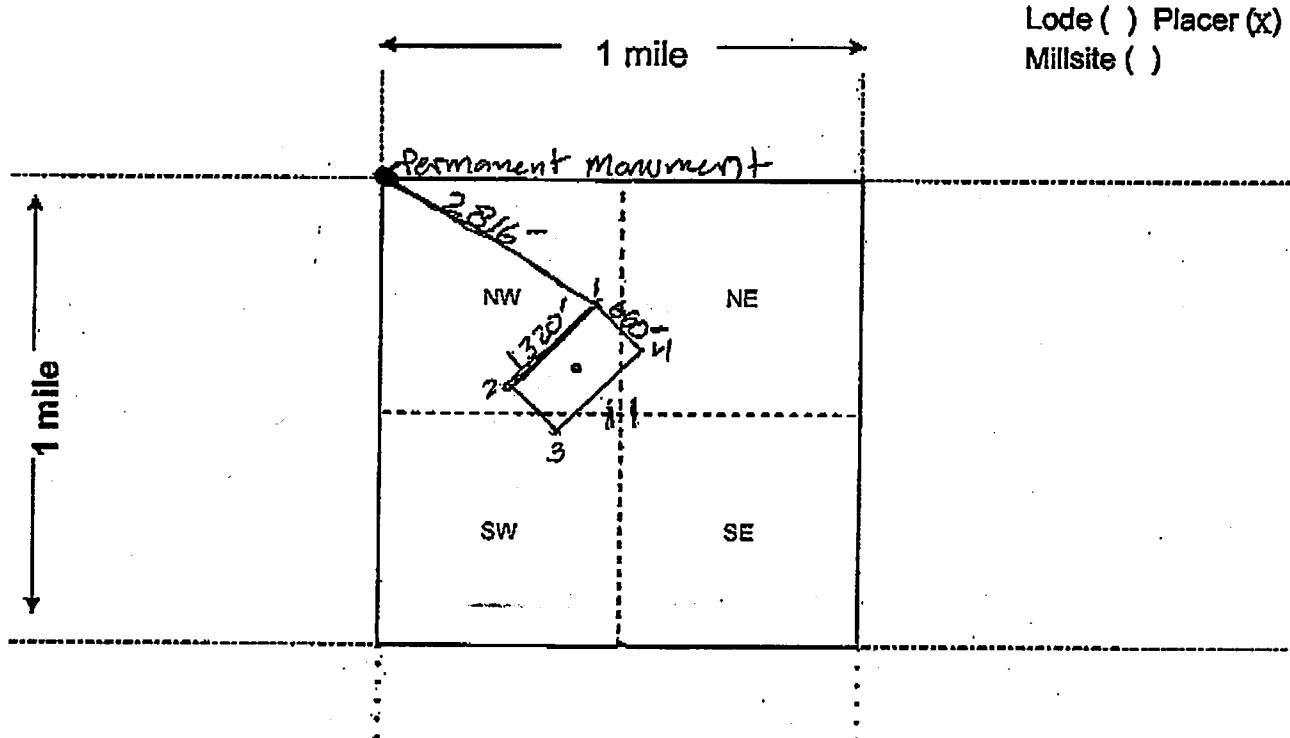 Lode ( ) Placer (x)
Millsite ( )
1 mile
Permanent Monument
2816
NW
NE
1
1320'
2
4
11
3
1 mile
SW
SE